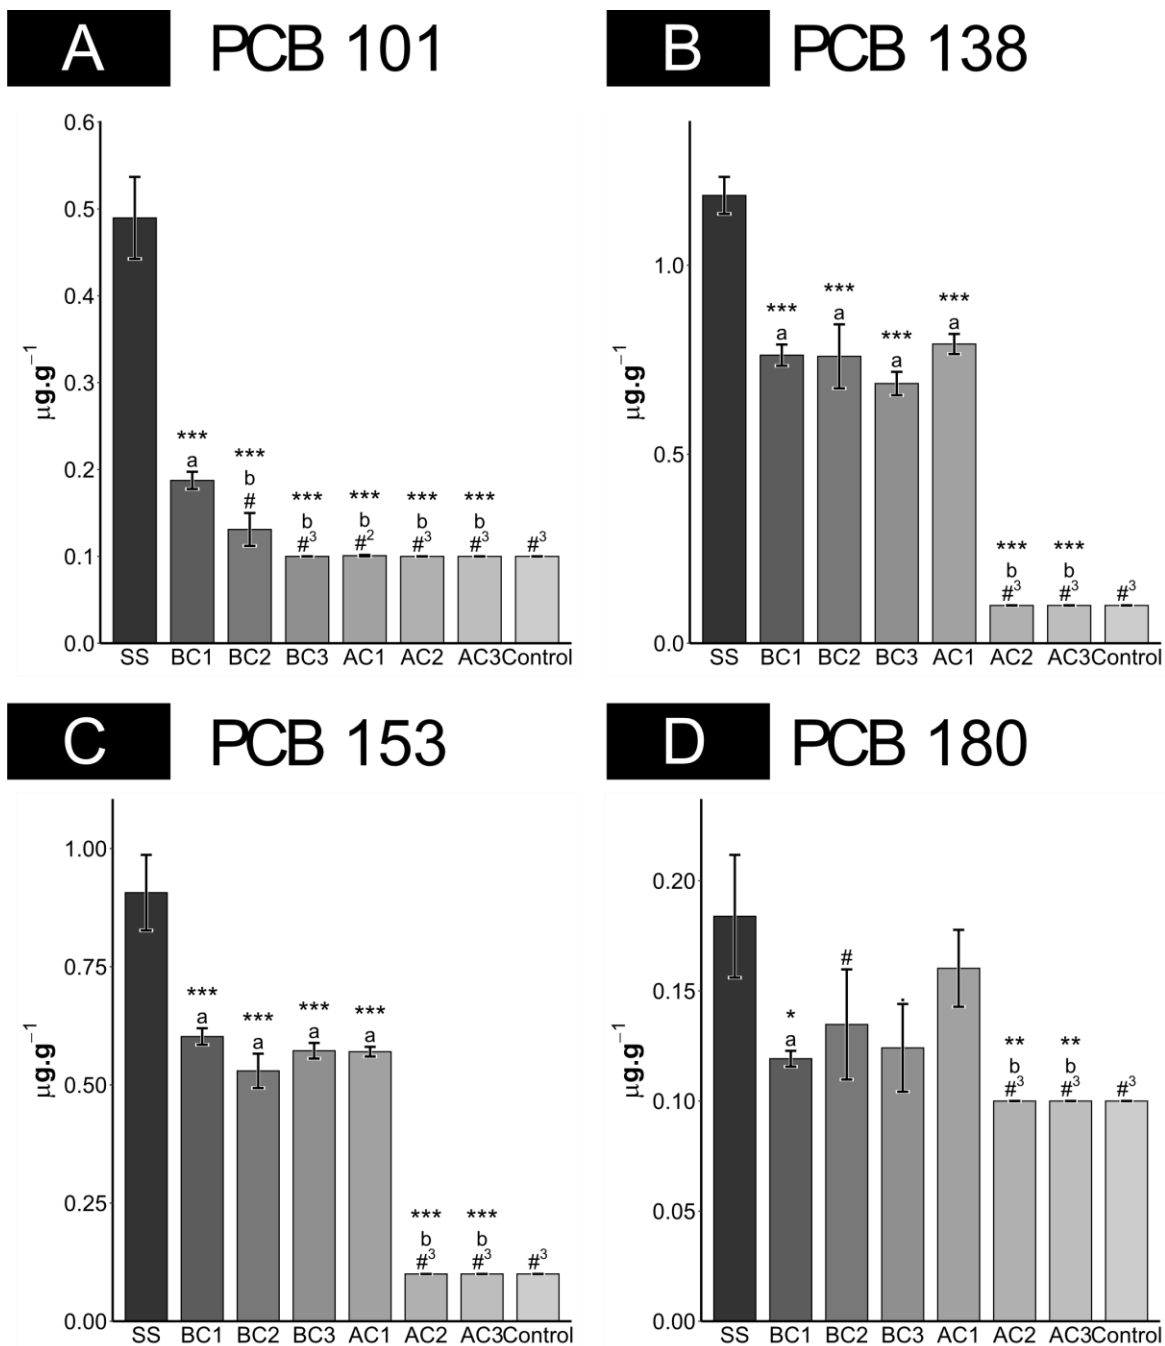 A PCB 101
0.6
0.5
0.4
0.3
0.2
0.1
0.0
μg.g⁻¹
***
a
***
b
#
***
b
#³
***
b
#²
***
b
#³
***
b
#³
#³
SS BC1 BC2 BC3 AC1 AC2 AC3 Control
B PCB 138
1.0
0.5
0.0
μg.g⁻¹
***
a
***
a
***
a
***
a
***
b
#³
***
b
#³
#³
SS BC1 BC2 BC3 AC1 AC2 AC3 Control
C PCB 153
1.00
0.75
0.50
0.25
0.00
μg.g⁻¹
***
a
***
a
***
a
***
a
***
b
#³
***
b
#³
#³
SS BC1 BC2 BC3 AC1 AC2 AC3 Control
D PCB 180
0.20
0.15
0.10
0.05
0.00
μg.g⁻¹
*
a
#
.
**
b
#³
**
b
#³
#³
SS BC1 BC2 BC3 AC1 AC2 AC3 Control